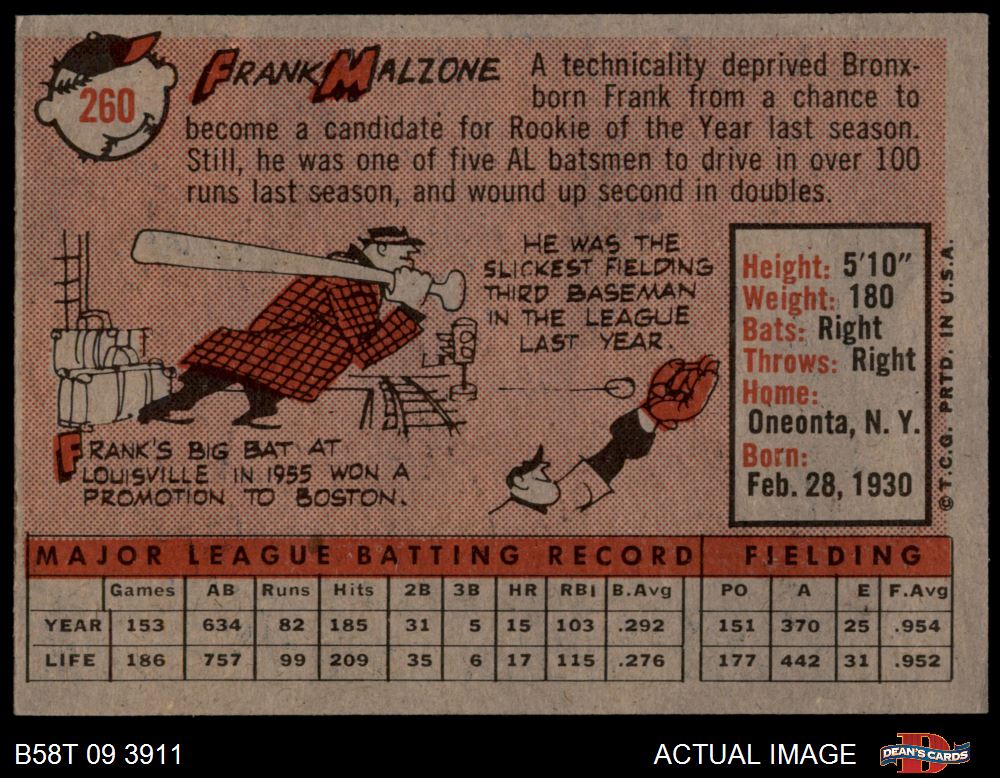 260
FRANK MALZONE
A technicality deprived Bronx-
born Frank from a chance to
become a candidate for Rookie of the Year last season.
Still, he was one of five AL batsmen to drive in over 100
runs last season, and wound up second in doubles.
HE WAS THE
SLICKEST FIELDING
THIRD BASEMAN
IN THE LEAGUE
LAST YEAR.
FRANK'S BIG BAT AT
LOUISVILLE IN 1955 WON A
PROMOTION TO BOSTON.
Height: 5'10"
Weight: 180
Bats: Right
Throws: Right
Home:
Oneonta, N. Y.
Born:
Feb. 28, 1930
© T.C.G. PRTD. IN U.S.A.
MAJOR LEAGUE BATTING RECORD FIELDING
Games AB Runs Hits 2B 3B HR RBI B.Avg PO A E F.Avg
YEAR 153 634 82 185 31 5 15 103 .292 151 370 25 .954
LIFE 186 757 99 209 35 6 17 115 .276 177 442 31 .952
B58T 09 3911 ACTUAL IMAGE DEAN'S CARDS